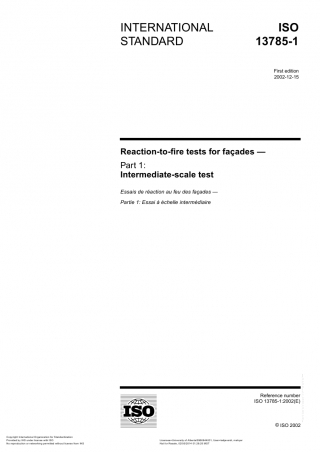 INTERNATIONAL
STANDARD
ISO
13785-1
First edition
2002-12-15
Reaction-to-fire tests for façades —
Part 1:
Intermediate-scale test
Essais de réaction au feu des façades —
Partie 1: Essai à échelle intermédiaire
ISO
Reference number
ISO 13785-1:2002(E)
© ISO 2002